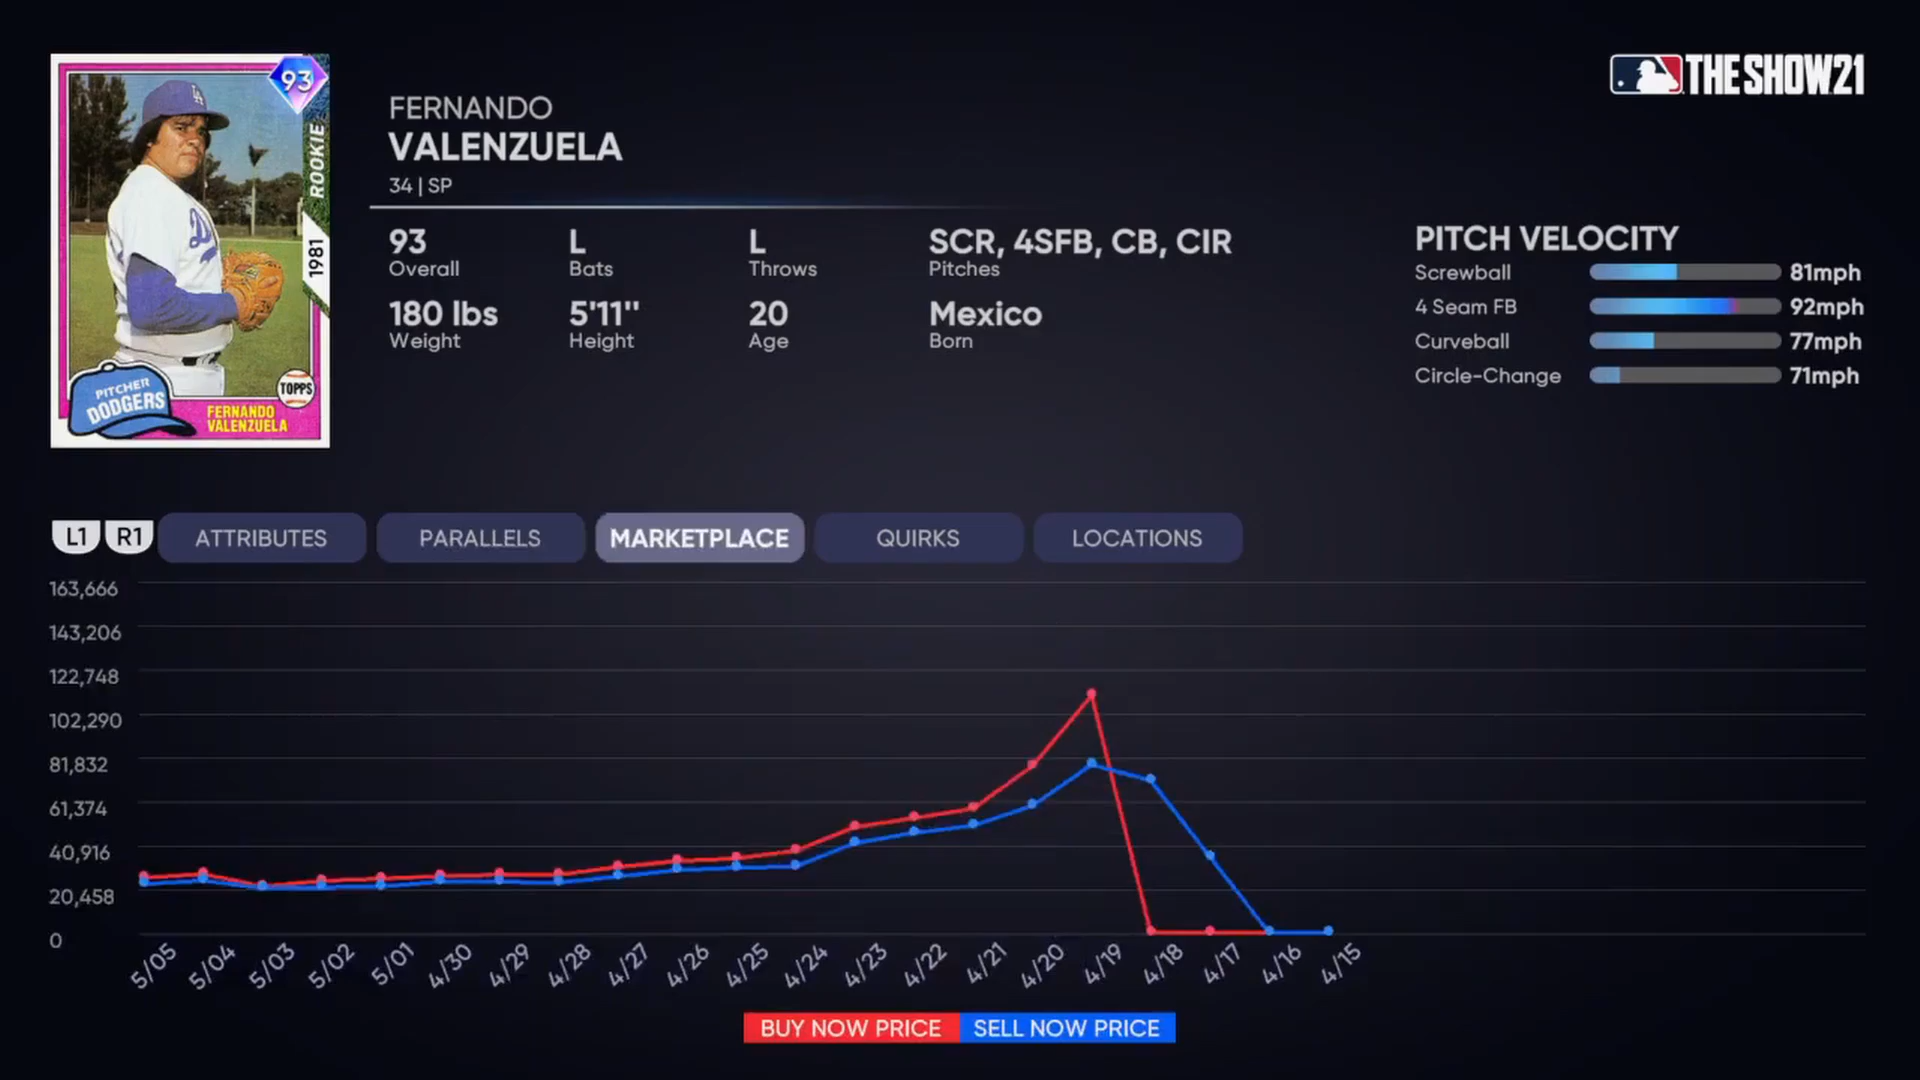 93
ROOKIE
1981
PITCHER
DODGERS
TOPPS
FERNANDO
VALENZUELA
THE SHOW21
FERNANDO
VALENZUELA
34 | SP
93 L L SCR, 4SFB, CB, CIR
Overall Bats Throws Pitches
180 lbs 5'11" 20 Mexico
Weight Height Age Born
PITCH VELOCITY
Screwball 81mph
4 Seam FB 92mph
Curveball 77mph
Circle-Change 71mph
L1 R1 ATTRIBUTES PARALLELS MARKETPLACE QUIRKS LOCATIONS
163,666
143,206
122,748
102,290
81,832
61,374
40,916
20,458
0
5/05 5/04 5/03 5/02 5/01 4/30 4/29 4/28 4/27 4/26 4/25 4/24 4/23 4/22 4/21 4/20 4/19 4/18 4/17 4/16 4/15
BUY NOW PRICE SELL NOW PRICE